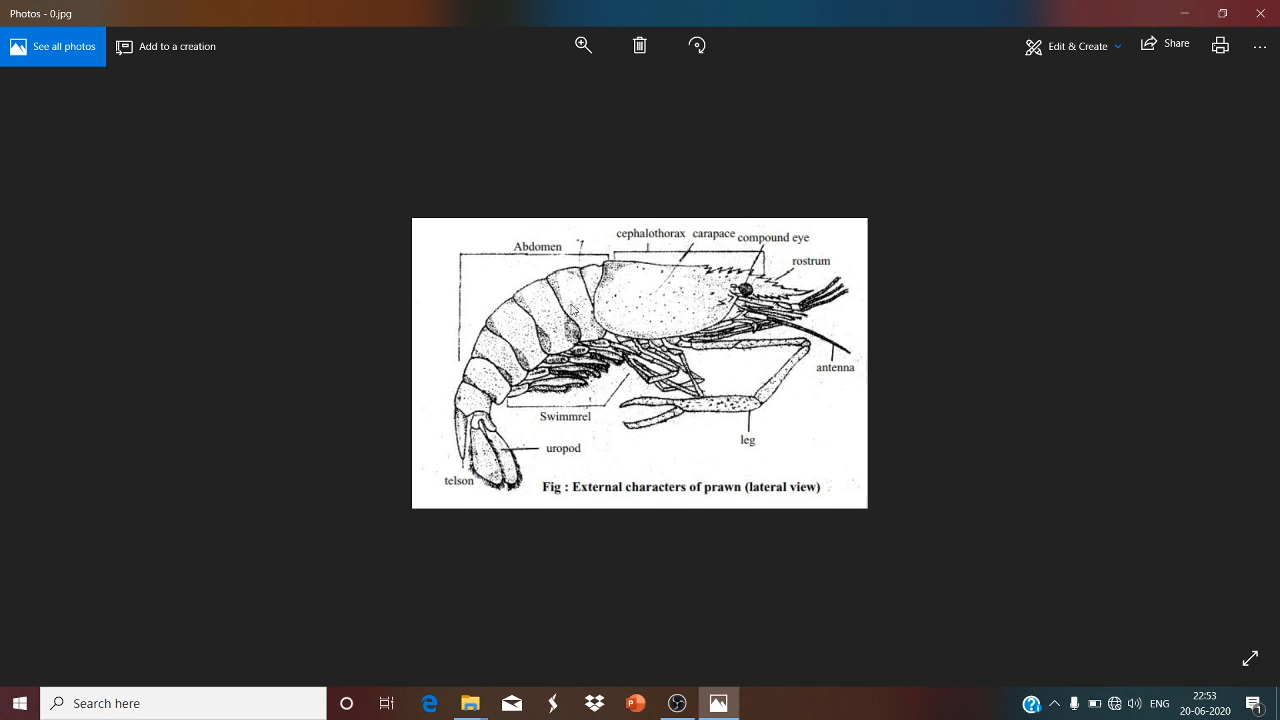 Photos - 0.jpg
See all photos
Add to a creation
Edit & Create
Share
cephalothorax carapace compound eye
Abdomen
rostrum
antenna
Swimmrel
leg
uropod
telson
Fig : External characters of prawn (lateral view)
Search here
ENG
22:53
20-06-2020